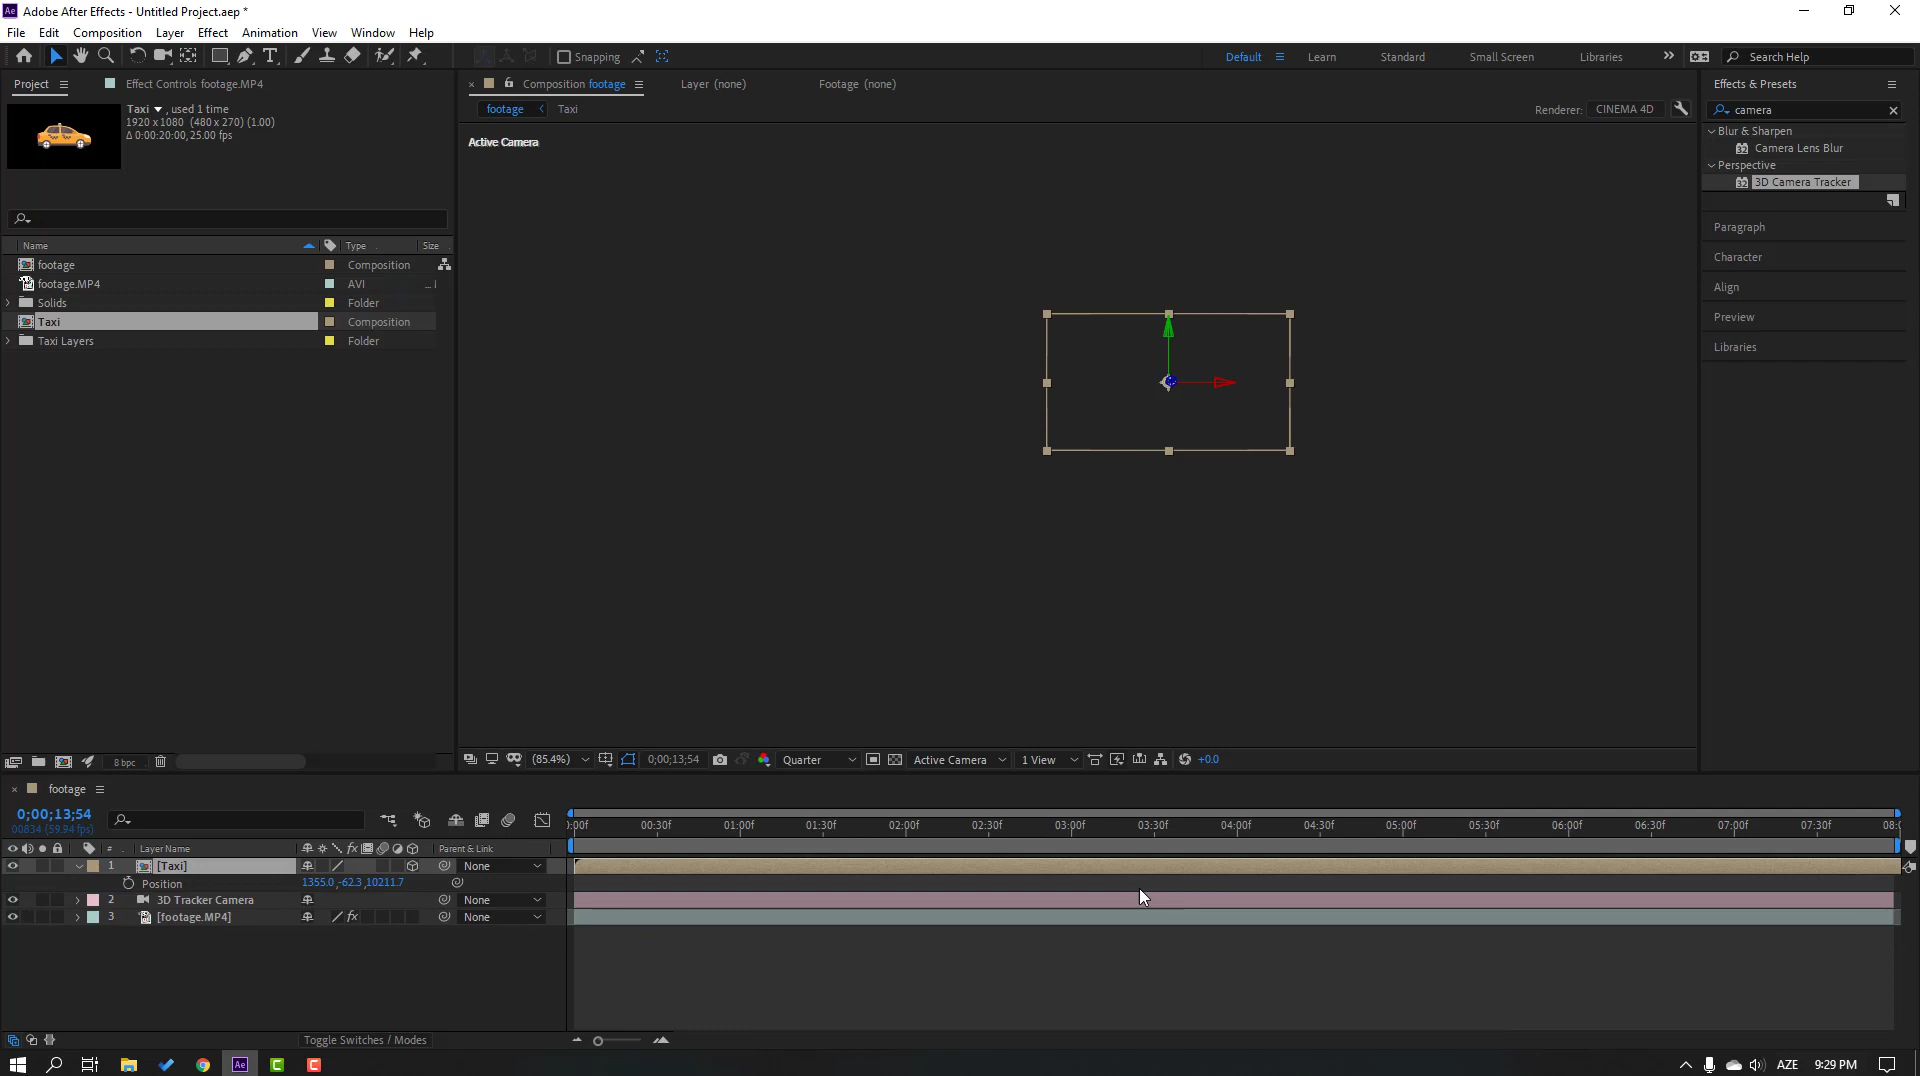 Ae Adobe After Effects - Untitled Project.aep *
File Edit Composition Layer Effect Animation View Window Help
Snapping Default Learn Standard Small Screen Libraries Search Help
Project Effect Controls footage.MP4
Taxi , used 1 time
1920 x 1080 (480 x 270) (1.00)
Δ 0:00:20:00, 25.00 fps
Name Type Size
footage Composition
footage.MP4 AVI ...
Solids Folder
Taxi Composition
Taxi Layers Folder
8 bpc
Composition footage Layer (none) Footage (none)
footage Taxi Renderer: CINEMA 4D
Active Camera
(85.4%) 0;00;13;54 Quarter Active Camera 1 View +0.0
Effects & Presets
camera
Blur & Sharpen
32 Camera Lens Blur
Perspective
32 3D Camera Tracker
Paragraph
Character
Align
Preview
Libraries
footage
0;00;13;54
00834 (59.94 fps)
# Layer Name fx Parent & Link
1 [Taxi] None
Position 1355.0,-62.3,10211.7
2 3D Tracker Camera None
3 [footage.MP4] fx None
:00f 00:30f 01:00f 01:30f 02:00f 02:30f 03:00f 03:30f 04:00f 04:30f 05:00f 05:30f 06:00f 06:30f 07:00f 07:30f 08:0
Toggle Switches / Modes
Ae C C AZE 9:29 PM